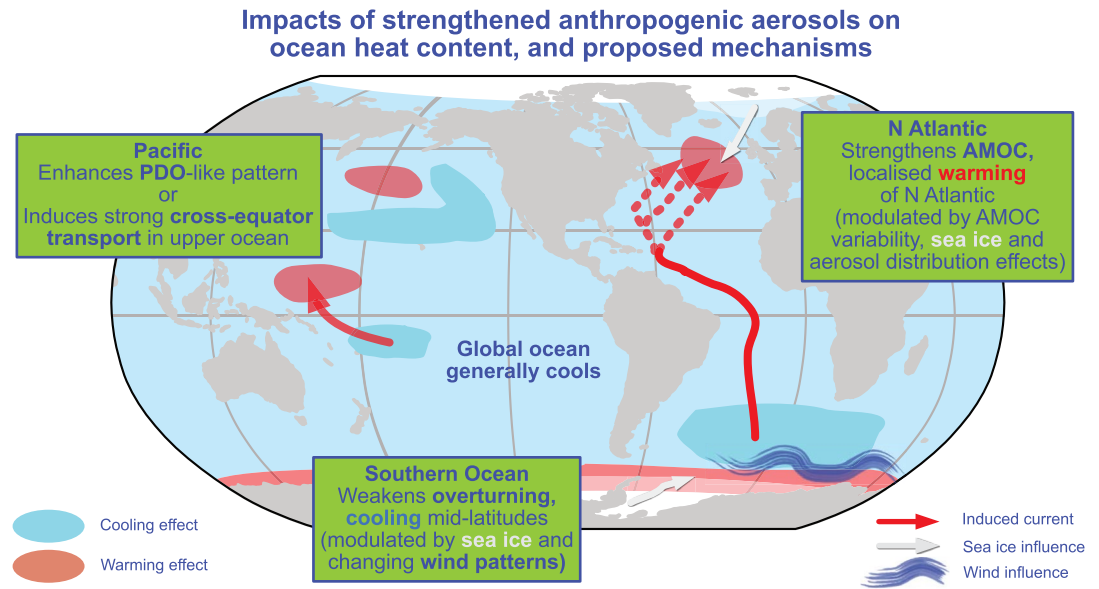 Impacts of strengthened anthropogenic aerosols on
ocean heat content, and proposed mechanisms
Pacific
Enhances PDO-like pattern
or
Induces strong cross-equator
transport in upper ocean
N Atlantic
Strengthens AMOC,
localised warming
of N Atlantic
(modulated by AMOC
variability, sea ice and
aerosol distribution effects)
Global ocean
generally cools
Southern Ocean
Weakens overturning,
cooling mid-latitudes
(modulated by sea ice and
changing wind patterns)
Cooling effect
Warming effect
Induced current
Sea ice influence
Wind influence